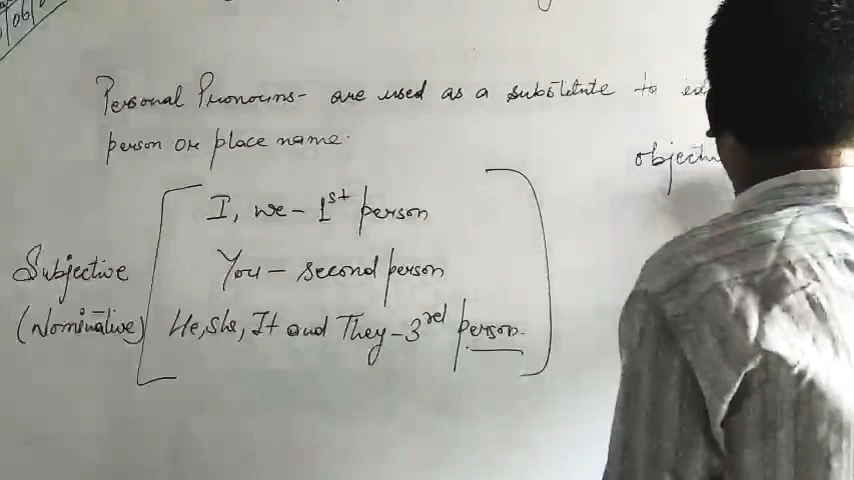 Personal Pronouns- are used as a substitute to
person or place name.
I, we - 1st person
You - second person
Subjective
(Nominative)
He, she, It and They - 3rd person.